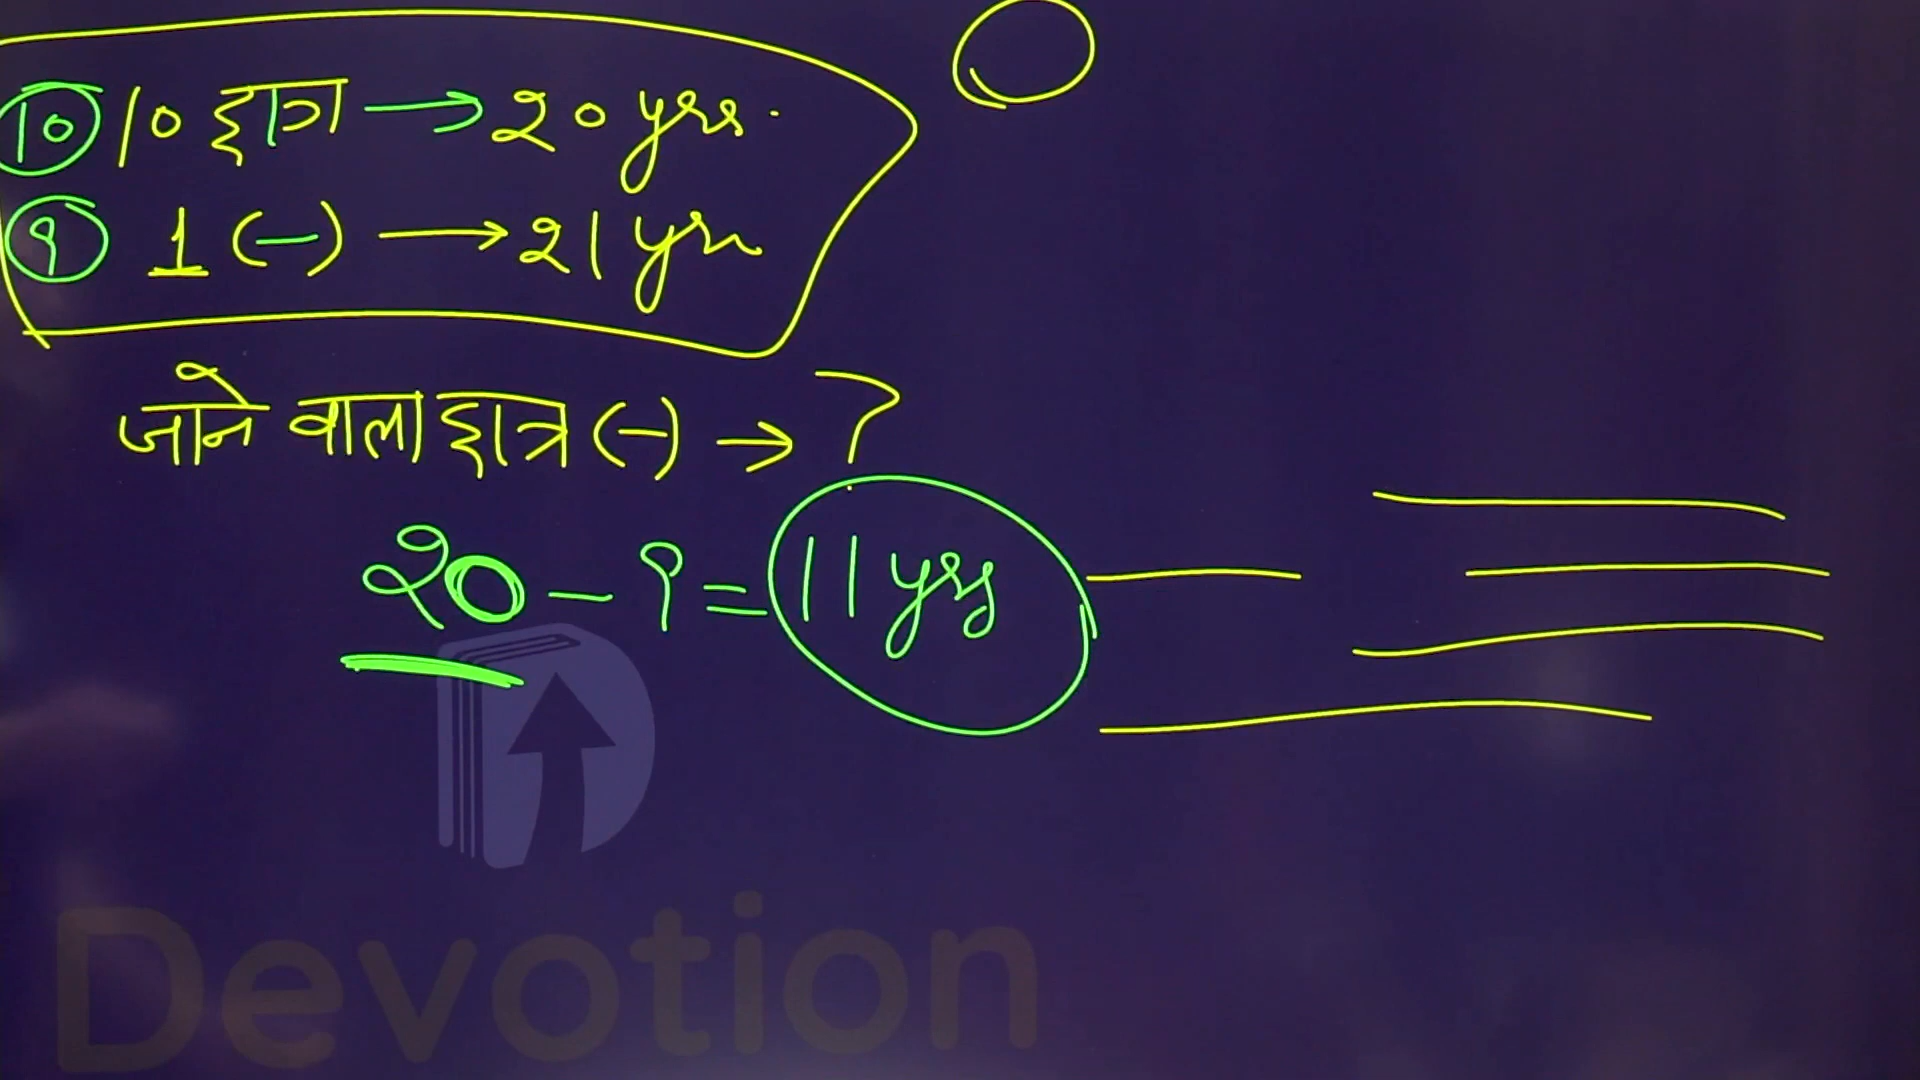 10 10 छात्र → 20 yrs.
9 1 (-) → 21 yrs
जाने वाला छात्र (-) → ?
20 - 9 = 11 yrs
Devotion